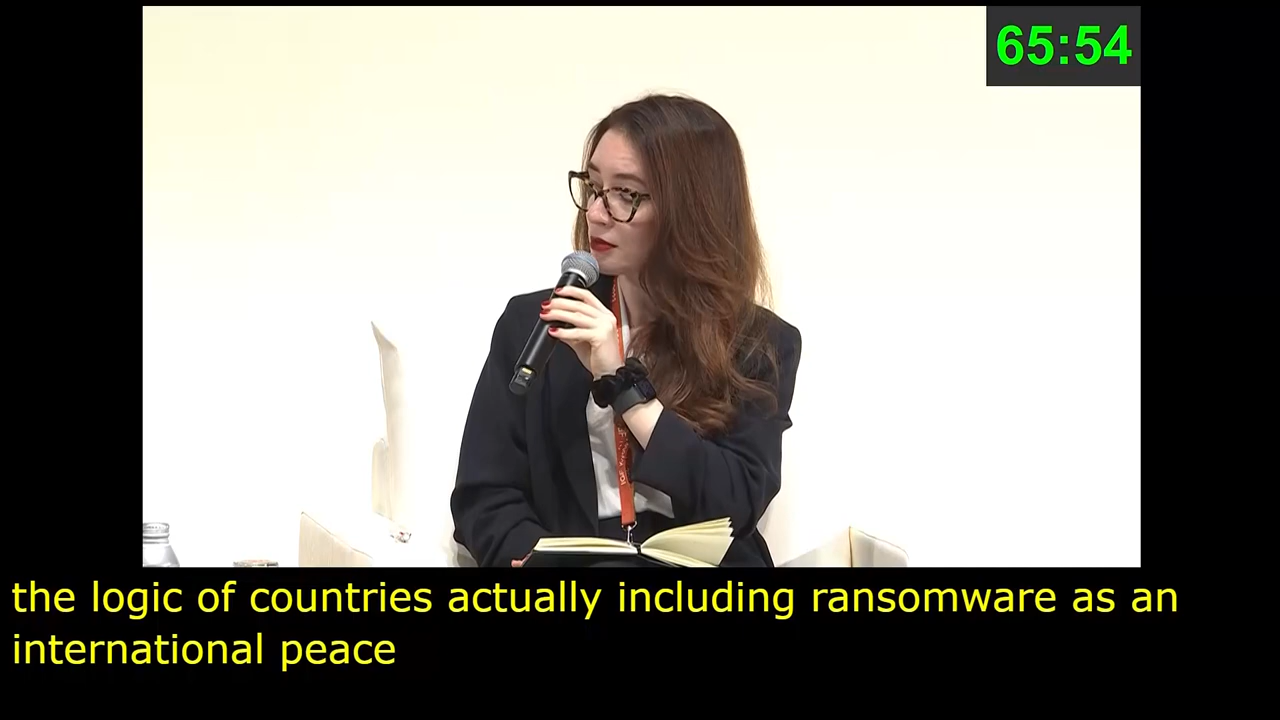 65:54
the logic of countries actually including ransomware as an
international peace